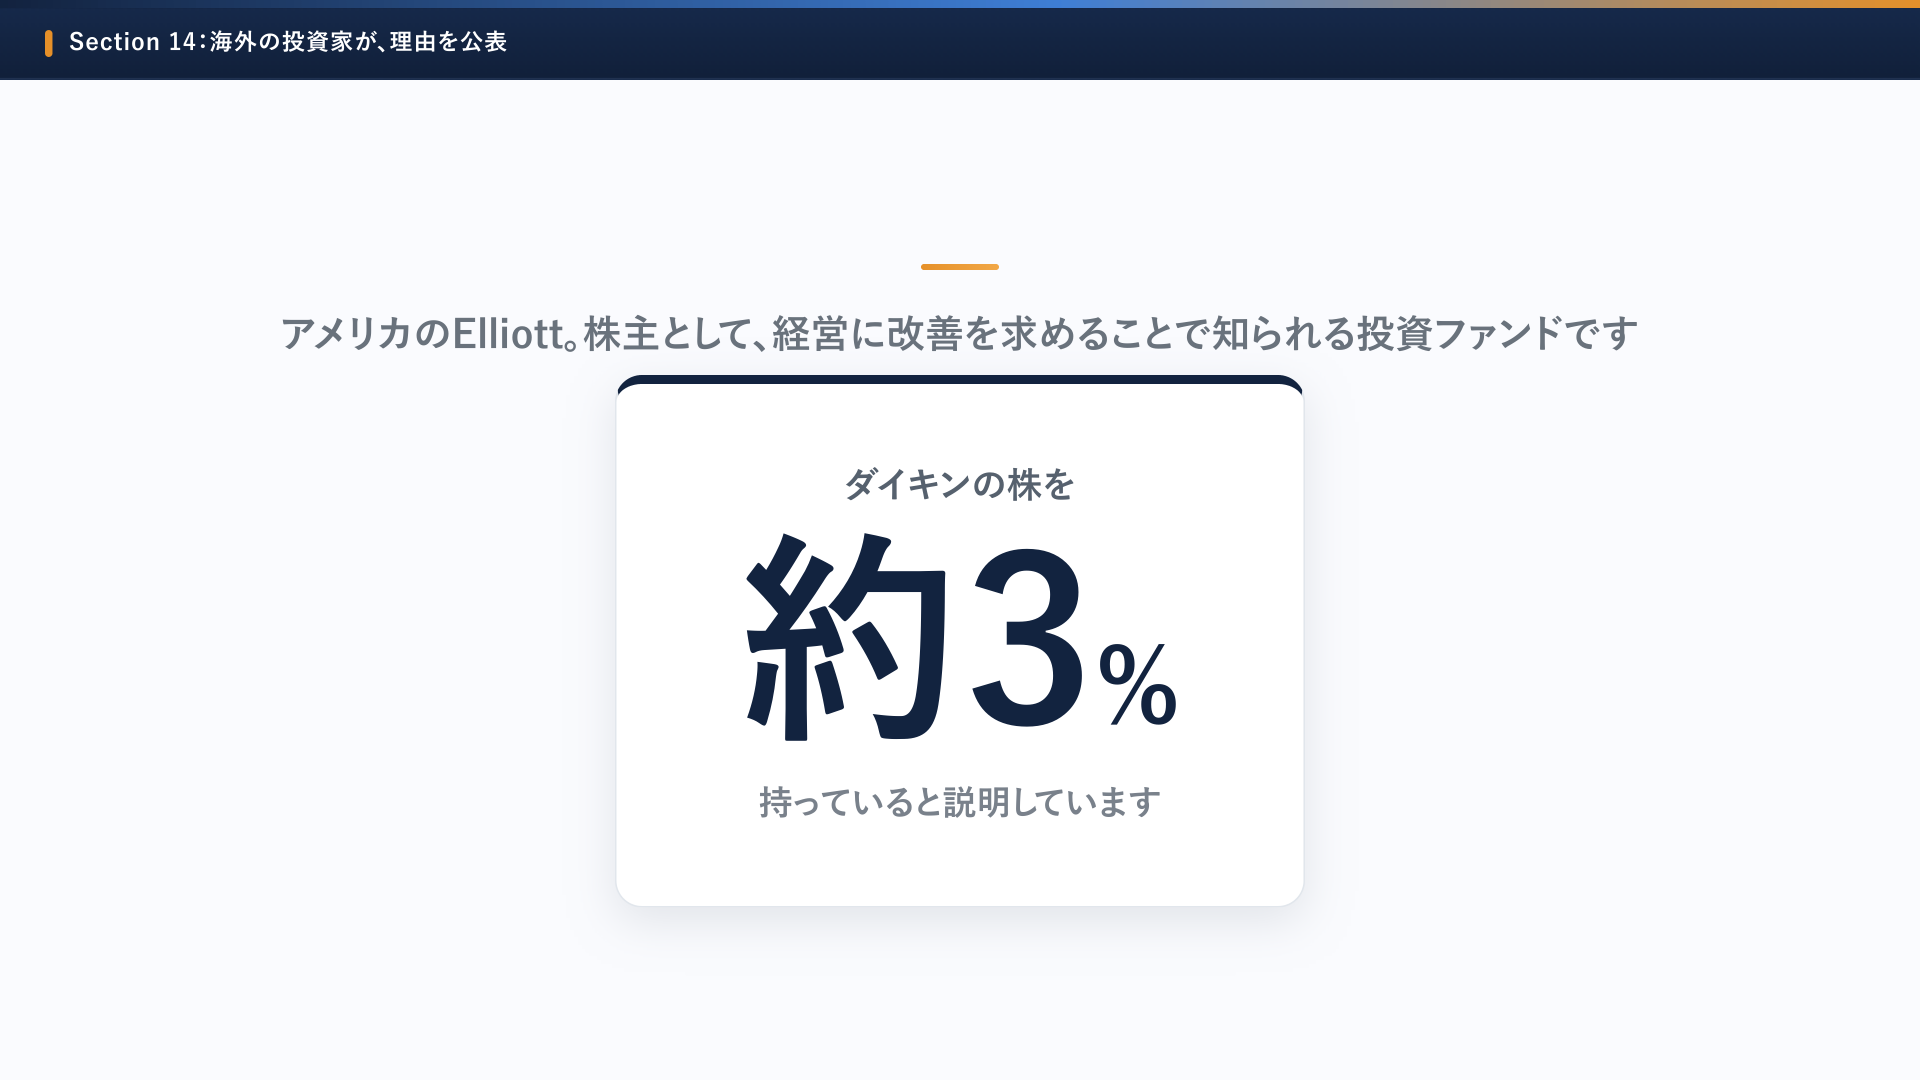 Section 14：海外の投資家が、理由を公表
アメリカのElliott。株主として、経営に改善を求めることで知られる投資ファンドです
ダイキンの株を
約3%
持っていると説明しています